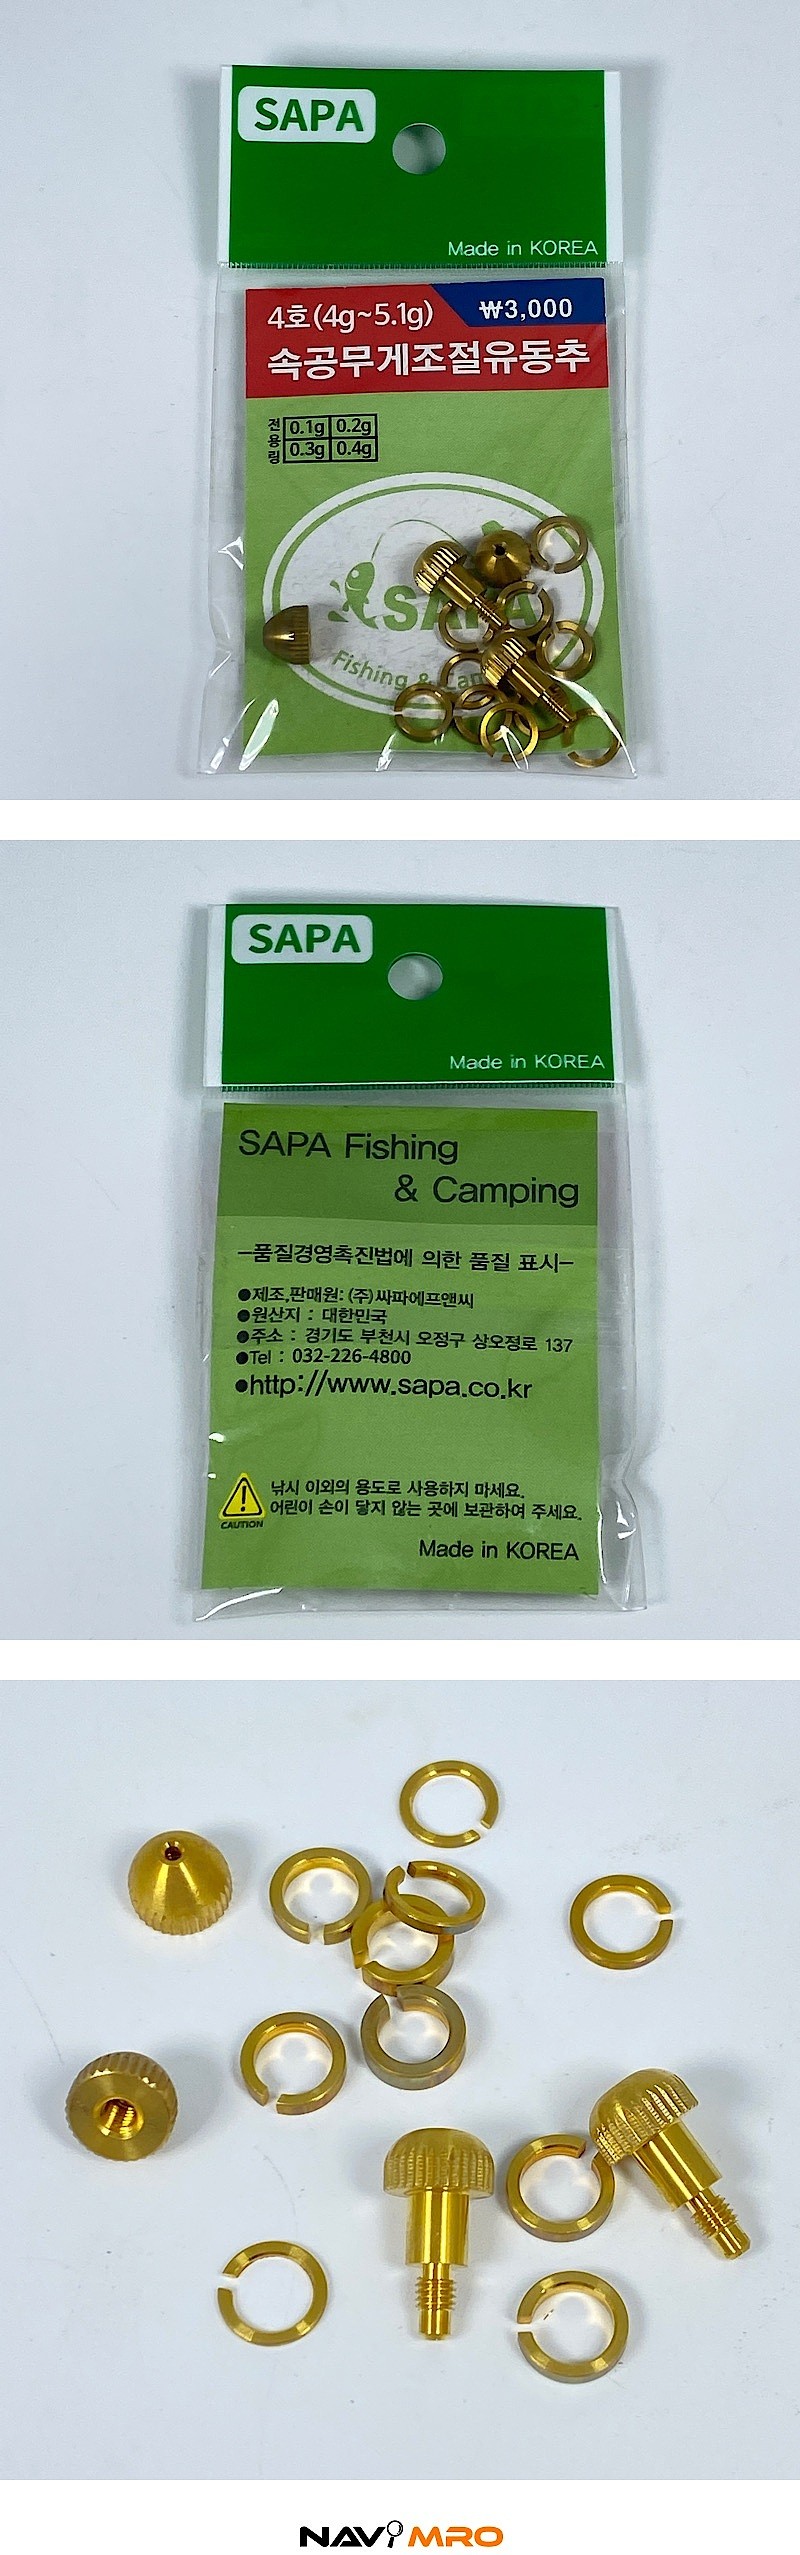 SAPA
Made in KOREA
4호(4g~5.1g)
₩3,000
속공무게조절유동추
전용링
0.1g 0.2g
0.3g 0.4g
SAPA
Fishing & Cam
SAPA
Made in KOREA
SAPA Fishing
& Camping
-품질경영촉진법에 의한 품질 표시-
●제조,판매원: (주)싸파에프앤씨
●원산지 : 대한민국
●주소 : 경기도 부천시 오정구 상오정로 137
●Tel : 032-226-4800
●http://www.sapa.co.kr
낚시 이외의 용도로 사용하지 마세요.
어린이 손이 닿지 않는 곳에 보관하여 주세요.
CAUTION
Made in KOREA
NAVI MRO